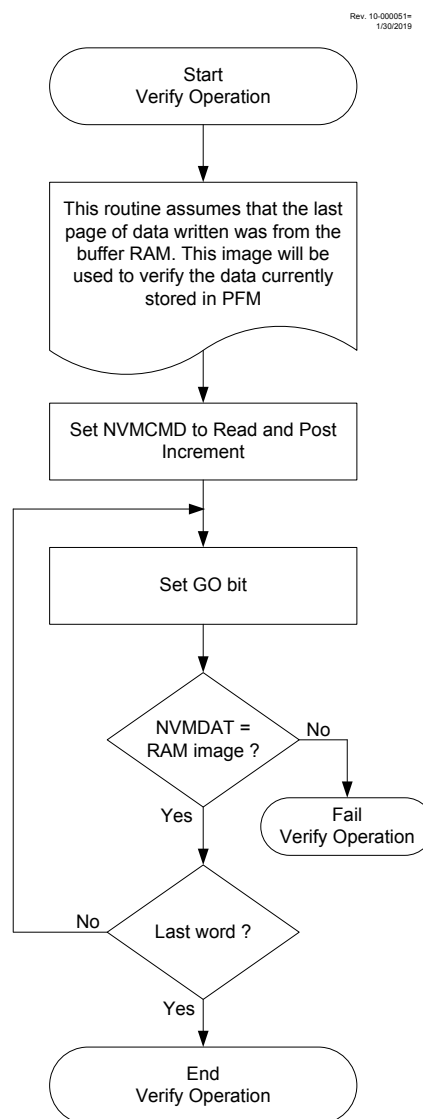 Rev. 10-000051=
1/30/2019
Start
Verify Operation
This routine assumes that the last
page of data written was from the
buffer RAM. This image will be
used to verify the data currently
stored in PFM
Set NVMCMD to Read and Post
Increment
Set GO bit
NVMDAT =
RAM image ?
No
Yes
Fail
Verify Operation
No
Last word ?
Yes
End
Verify Operation